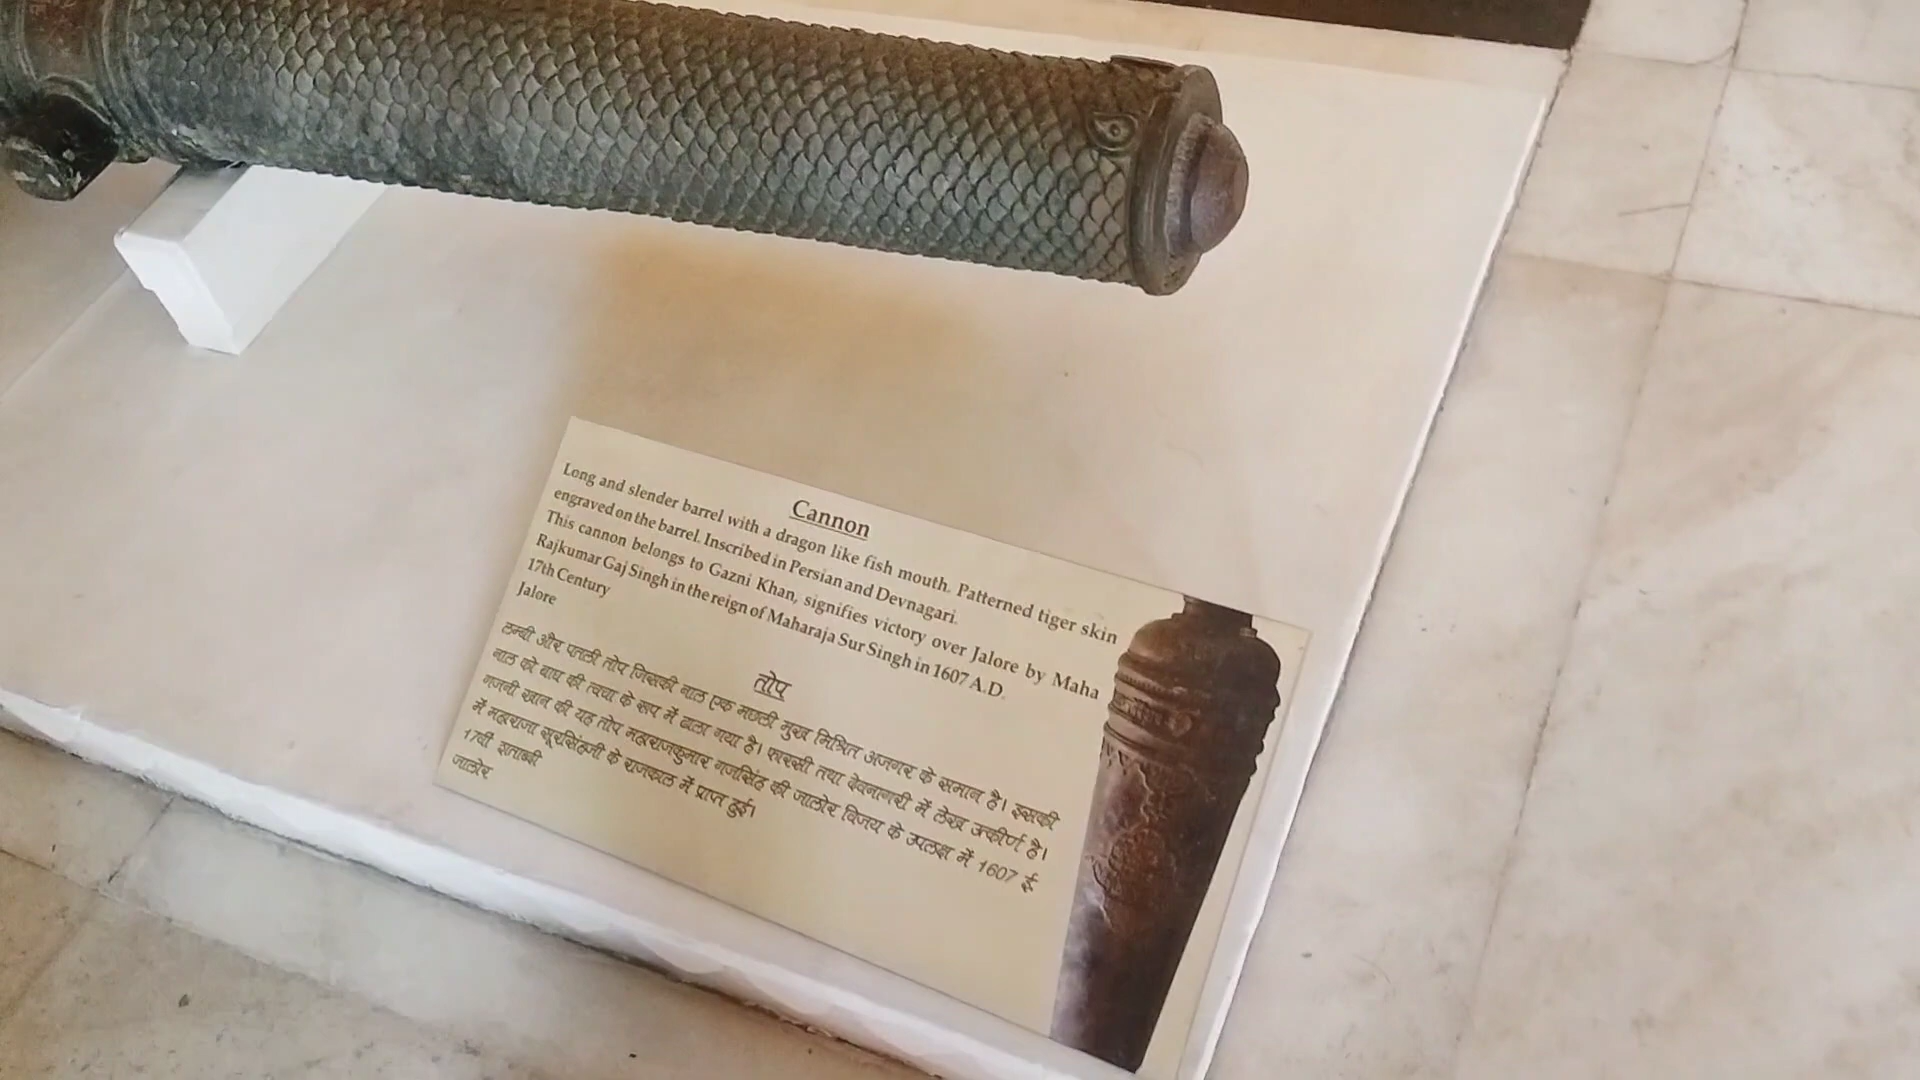 Cannon
Long and slender barrel with a dragon like fish mouth. Patterned tiger skin
engraved on the barrel. Inscribed in Persian and Devnagari.
This cannon belongs to Gazni Khan, signifies victory over Jalore by Maha
Rajkumar Gaj Singh in the reign of Maharaja Sur Singh in 1607 A.D.
17th Century
Jalore
तोप
लम्बी और पतली तोप जिसकी नाल एक मछली मुख मिश्रित अजगर के समान है। इसकी
नाल को बाघ की त्वचा के रूप में ढाला गया है। फारसी तथा देवनागरी में लेख उत्कीर्ण है।
गजनी खान की यह तोप महाराजकुमार गजसिंह की जालोर विजय के उपलक्ष में 1607 ई.
में महाराजा सूरसिंहजी के राजकाल में प्राप्त हुई।
17वीं शताब्दी
जालोर